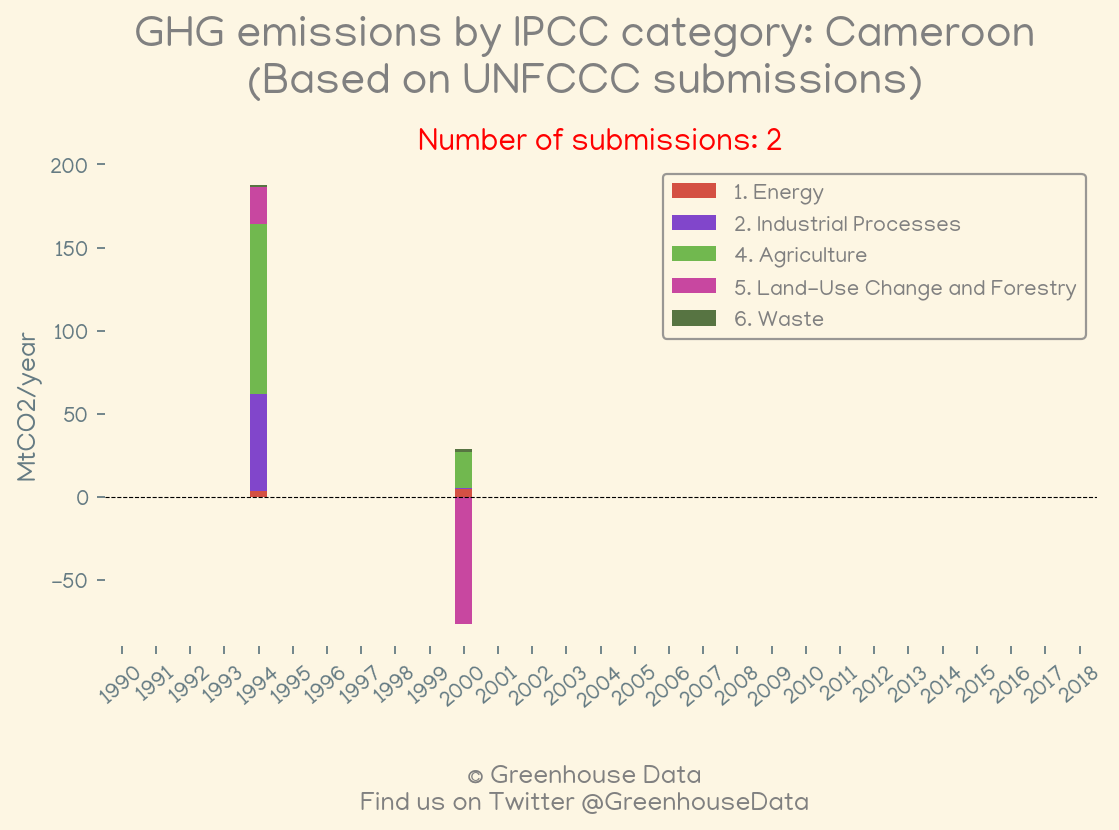 GHG emissions by IPCC category: Cameroon
(Based on UNFCCC submissions)
Number of submissions: 2
200
150
100
50
0
−50
MtCO2/year
1. Energy
2. Industrial Processes
4. Agriculture
5. Land−Use Change and Forestry
6. Waste
1990 1991 1992 1993 1994 1995 1996 1997 1998 1999 2000 2001 2002 2003 2004 2005 2006 2007 2008 2009 2010 2011 2012 2013 2014 2015 2016 2017 2018
© Greenhouse Data
Find us on Twitter @GreenhouseData